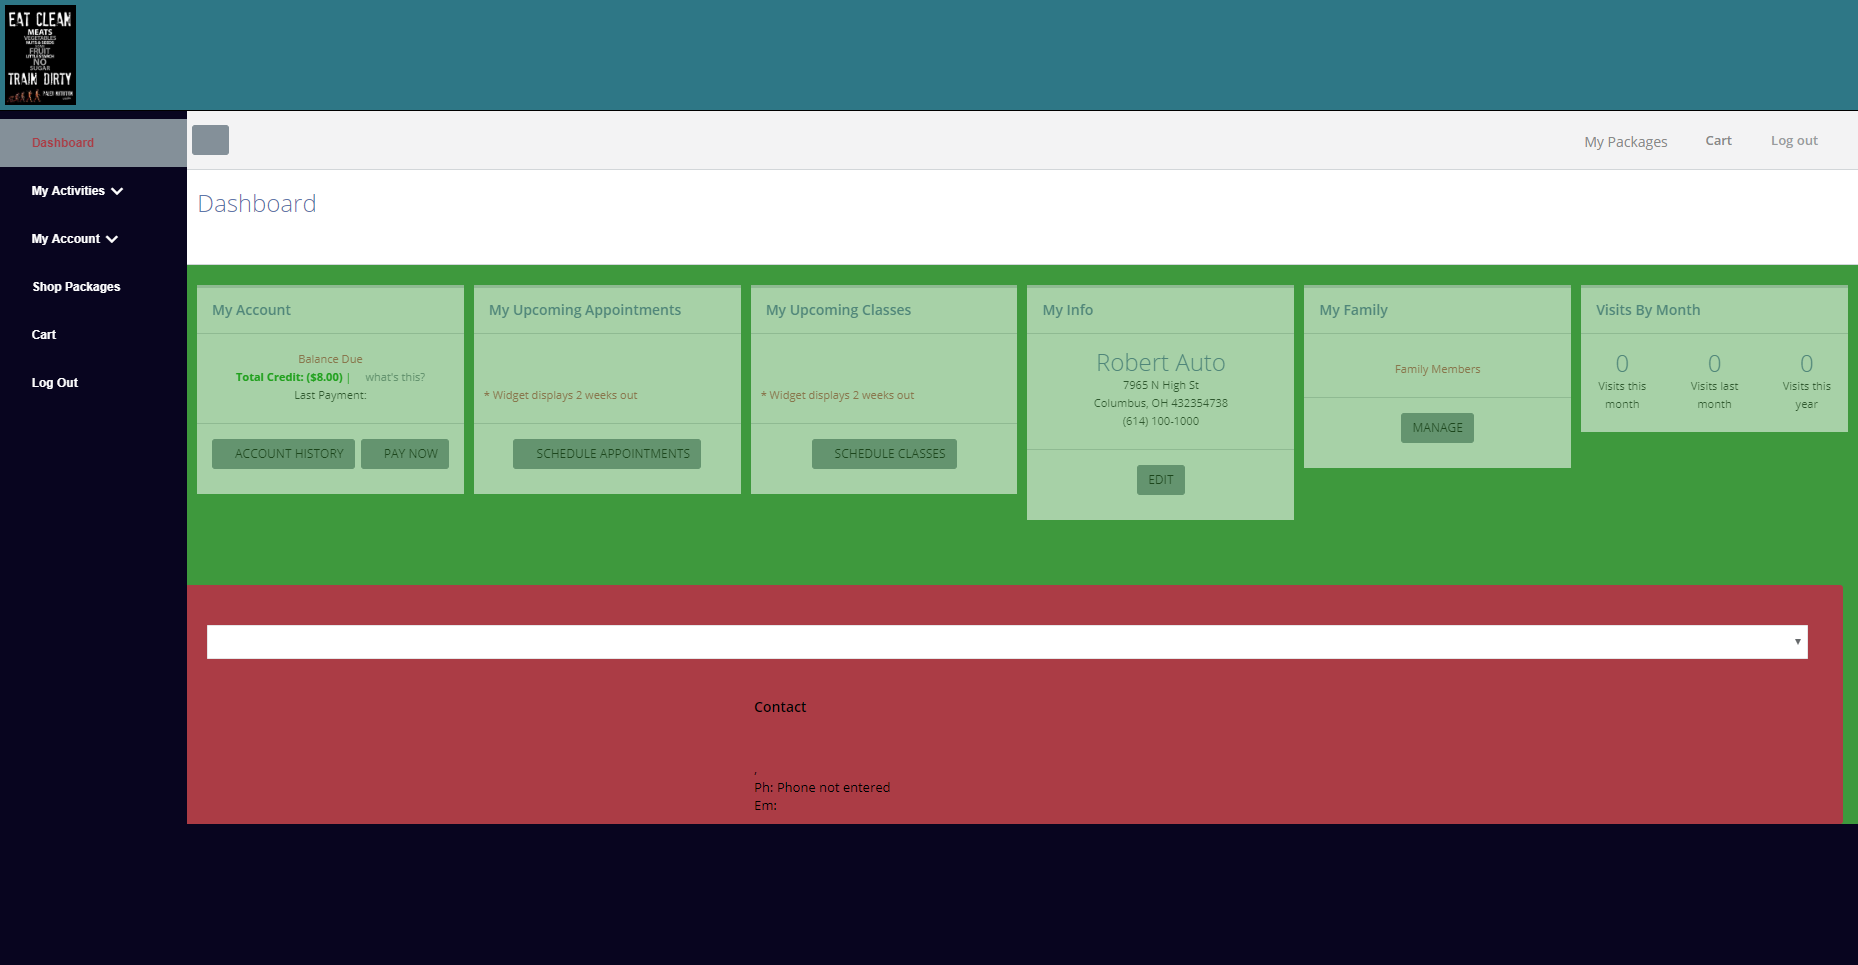 EAT CLEAN
MEATS
VEGETABLES
NUTS & SEEDS
FRUIT
LITTLE STARCH
NO
SUGAR
TRAIN DIRTY
Dashboard
My Activities
My Account
Shop Packages
Cart
Log Out
My Packages
Cart
Log out
Dashboard
My Account
Balance Due
Total Credit: ($8.00) | what's this?
Last Payment:
ACCOUNT HISTORY
PAY NOW
My Upcoming Appointments
* Widget displays 2 weeks out
SCHEDULE APPOINTMENTS
My Upcoming Classes
* Widget displays 2 weeks out
SCHEDULE CLASSES
My Info
Robert Auto
7965 N High St
Columbus, OH 432354738
(614) 100-1000
EDIT
My Family
Family Members
MANAGE
Visits By Month
0
Visits this
month
0
Visits last
month
0
Visits this
year
Contact
,
Ph: Phone not entered
Em: